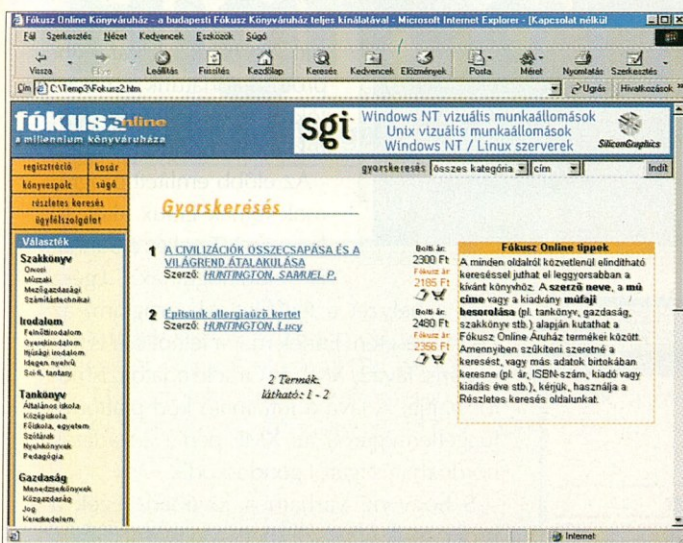 Fókusz Online Könyváruház - a budapesti Fókusz Könyváruház teljes kínálatával - Microsoft Internet Explorer - [Kapcsolat nélkül
Fájl Szerkesztés Nézet Kedvencek Eszközök Súgó
Vissza Előre Leállítás Frissítés Kezdőlap Keresés Kedvencek Előzmények Posta Méret Nyomtatás Szerkesztés
Cím C:\Temp3\Fokusz2.htm Ugrás Hivatkozások
fókusz online
a millennium könyváruháza
sgi
Windows NT vizuális munkaállomások
Unix vizuális munkaállomások
Windows NT / Linux szerverek
SiliconGraphics
regisztráció kosár
könyvespolc súgó
részletes keresés
ügyfélszolgálat
gyorskeresés összes kategória cím Indít
Választék
Szakkönyv
Orvosi
Műszaki
Mezőgazdasági
Számítártechnikai
Irodalom
Felnőttirodalom
Gyerekirodalom
Ifjúsági irodalom
Idegen nyelvű
Sci-fi, fantasy
Tankönyv
Általános iskola
Középiskola
Főiskola, egyetem
Szótárak
Nyelvkönyvek
Pedagógia
Gazdaság
Menedzserkönyvek
Közgazdaság
Jog
Kereskedelem
Gyorskeresés
1 A CIVILIZÁCIÓK ÖSSZECSAPÁSA ÉS A
VILÁGREND ÁTALAKULÁSA
Szerző: HUNTINGTON, SAMUEL P.
Bolti ár:
2300 Ft
Fókusz ár:
2185 Ft
2 Építsünk allergiaűző kertet
Szerző: HUNTINGTON, Lucy
Bolti ár:
2480 Ft
Fókusz ár:
2356 Ft
2 Termék,
látható: 1 - 2
Fókusz Online tippek
A minden oldalról közvetlenül elindítható
kereséssel juthat el leggyorsabban a
kívánt könyvhöz. A szerző neve, a mű
címe vagy a kiadvány műfaji
besorolása (pl. tankönyv, gazdaság,
szakkönyv stb.) alapján kutathat a
Fókusz Online Áruház termékei között.
Amennyiben szűkíteni szeretné a
keresést, vagy más adatok birtokában
keresne (pl. ár, ISBN-szám, kiadó vagy
kiadás éve stb.), kérjük, használja a
Részletes keresés oldalunkat.
Internet